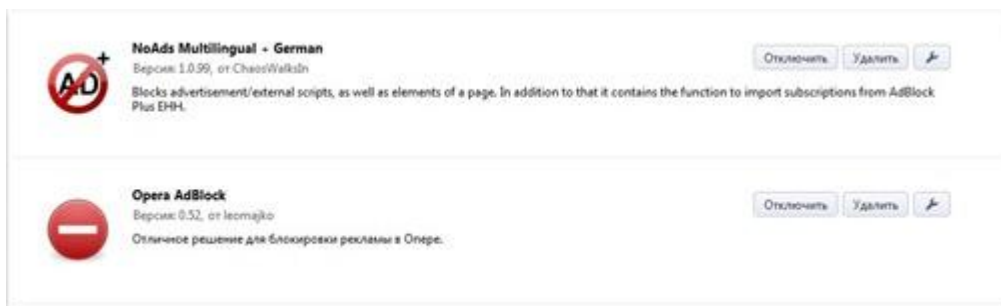 AD+
NoAds Multilingual + German
Версия: 1.0.99, от ChaosWalksIn
Отключить Удалить
Blocks advertisement/external scripts, as well as elements of a page. In addition to that it contains the function to import subscriptions from AdBlock
Plus EHH.
Opera AdBlock
Версия: 0.52, от leomajko
Отключить Удалить
Отличное решение для блокировки рекламы в Опере.